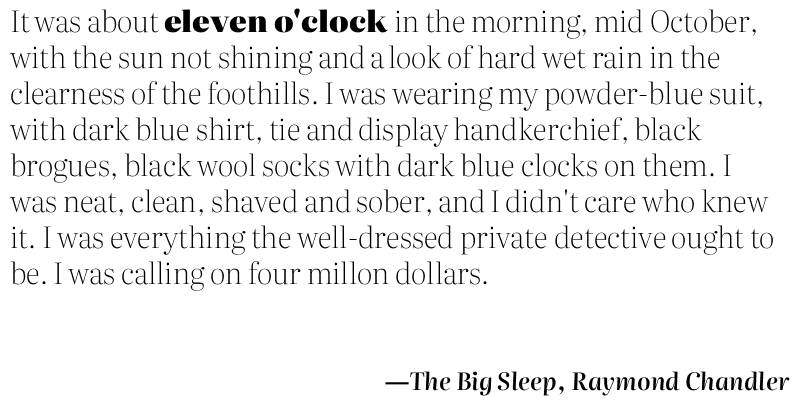 It was about eleven o'clock in the morning, mid October,
with the sun not shining and a look of hard wet rain in the
clearness of the foothills. I was wearing my powder-blue suit,
with dark blue shirt, tie and display handkerchief, black
brogues, black wool socks with dark blue clocks on them. I
was neat, clean, shaved and sober, and I didn't care who knew
it. I was everything the well-dressed private detective ought to
be. I was calling on four millon dollars.
—The Big Sleep, Raymond Chandler